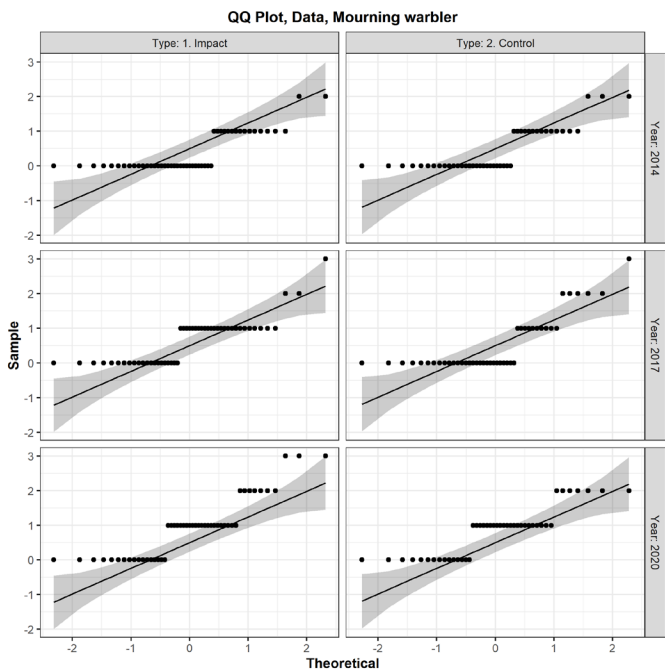 QQ Plot, Data, Mourning warbler
Type: 1. Impact
Type: 2. Control
3
2
1
0
-1
-2
Year: 2014
3
2
1
0
-1
-2
Year: 2017
Sample
3
2
1
0
-1
-2
Year: 2020
-2 -1 0 1 2
-2 -1 0 1 2
Theoretical